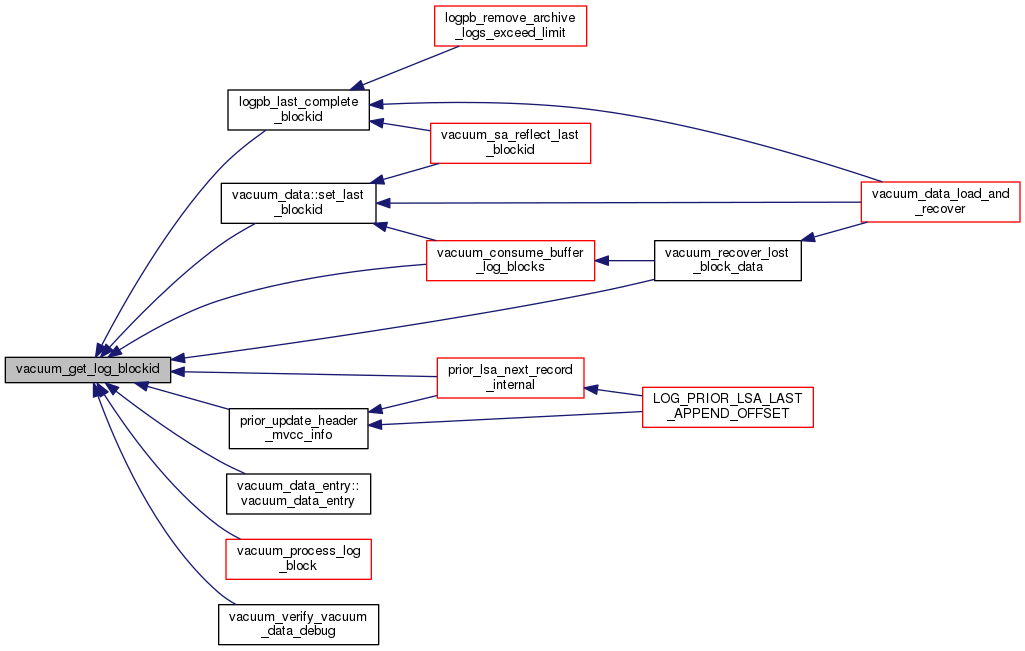 logpb_remove_archive
_logs_exceed_limit
logpb_last_complete
_blockid
vacuum_sa_reflect_last
_blockid
vacuum_data::set_last
_blockid
vacuum_data_load_and
_recover
vacuum_consume_buffer
_log_blocks
vacuum_recover_lost
_block_data
vacuum_get_log_blockid
prior_lsa_next_record
_internal
LOG_PRIOR_LSA_LAST
_APPEND_OFFSET
prior_update_header
_mvcc_info
vacuum_data_entry::
vacuum_data_entry
vacuum_process_log
_block
vacuum_verify_vacuum
_data_debug